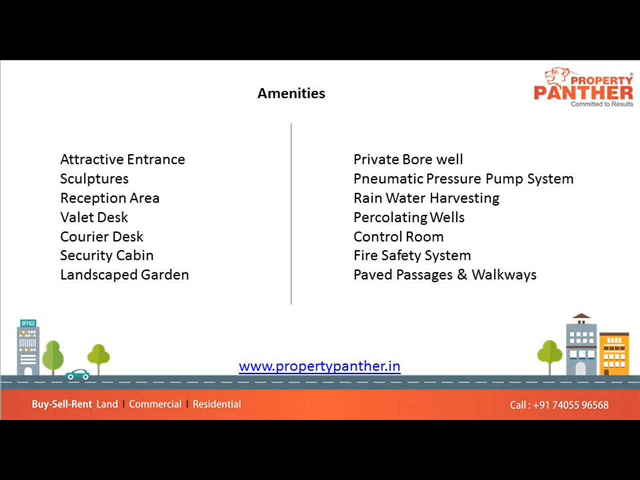 Amenities
PROPERTY
PANTHER
Committed to Results
Attractive Entrance
Sculptures
Reception Area
Valet Desk
Courier Desk
Security Cabin
Landscaped Garden
Private Bore well
Pneumatic Pressure Pump System
Rain Water Harvesting
Percolating Wells
Control Room
Fire Safety System
Paved Passages & Walkways
OFFICE
www.propertypanther.in
Buy-Sell-Rent Land I Commercial I Residential
Call : +91 74055 96568